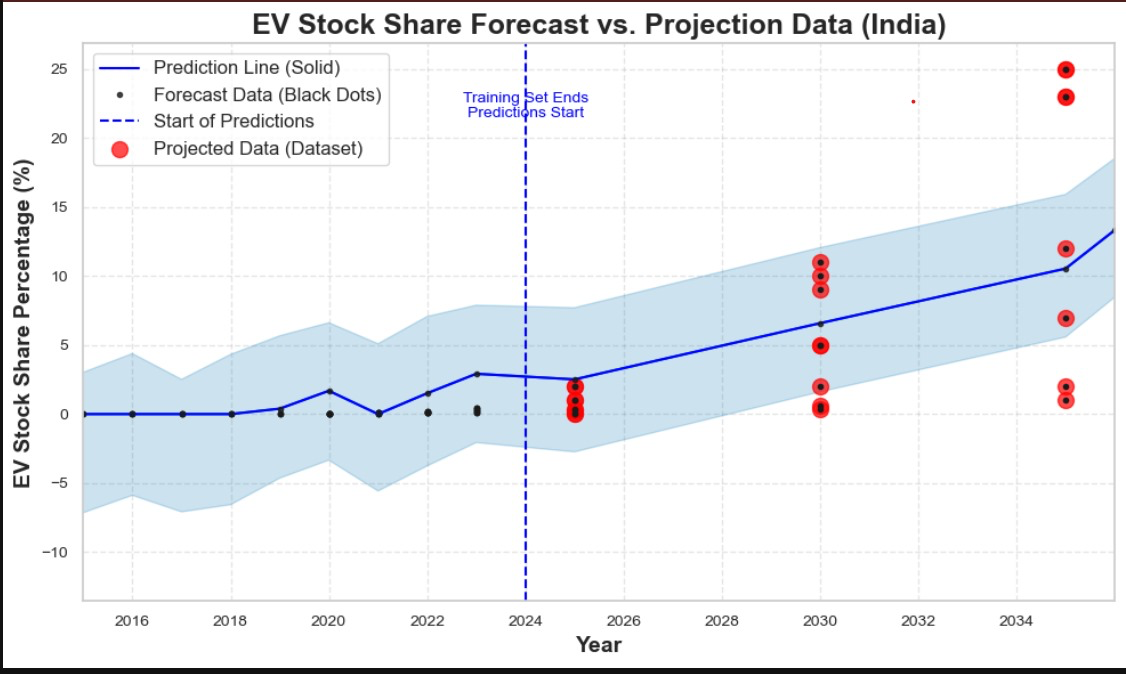 EV Stock Share Forecast vs. Projection Data (India)
Prediction Line (Solid)
Forecast Data (Black Dots)
Start of Predictions
Projected Data (Dataset)
Training Set Ends
Predictions Start
EV Stock Share Percentage (%)
25
20
15
10
5
0
−5
−10
2016 2018 2020 2022 2024 2026 2028 2030 2032 2034
Year